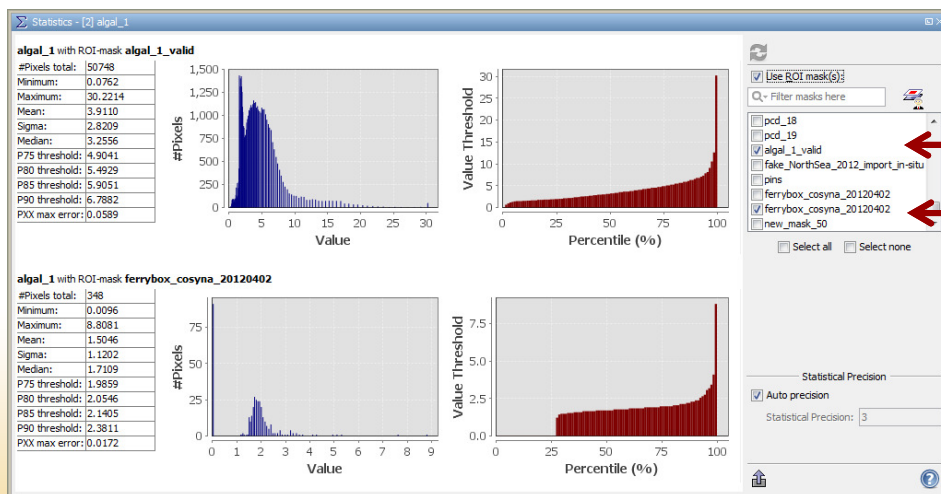 Σ Statistics - [2] algal_1
algal_1 with ROI-mask algal_1_valid
#Pixels total: 50748
Minimum: 0.0762
Maximum: 30.2214
Mean: 3.9110
Sigma: 2.8209
Median: 3.2556
P75 threshold: 4.9041
P80 threshold: 5.4929
P85 threshold: 5.9051
P90 threshold: 6.7882
PXX max error: 0.0589
#Pixels
1,500
1,250
1,000
750
500
250
0
0 5 10 15 20 25 30
Value
Value Threshold
30
25
20
15
10
5
0
0 25 50 75 100
Percentile (%)
algal_1 with ROI-mask ferrybox_cosyna_20120402
#Pixels total: 348
Minimum: 0.0096
Maximum: 8.8081
Mean: 1.5046
Sigma: 1.1202
Median: 1.7109
P75 threshold: 1.9859
P80 threshold: 2.0546
P85 threshold: 2.1405
P90 threshold: 2.3811
PXX max error: 0.0172
#Pixels
75
50
25
0
0 1 2 3 4 5 6 7 8 9
Value
Value Threshold
7.5
5.0
2.5
0.0
0 25 50 75 100
Percentile (%)
Use ROI mask(s):
Filter masks here
pcd_18
pcd_19
algal_1_valid
fake_NorthSea_2012_import_in-situ
pins
ferrybox_cosyna_20120402
ferrybox_cosyna_20120402
new_mask_50
Select all Select none
Statistical Precision
Auto precision
Statistical Precision: 3
?